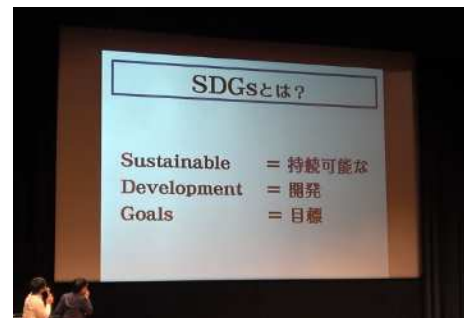 SDGsとは？
Sustainable = 持続可能な
Development = 開発
Goals = 目標